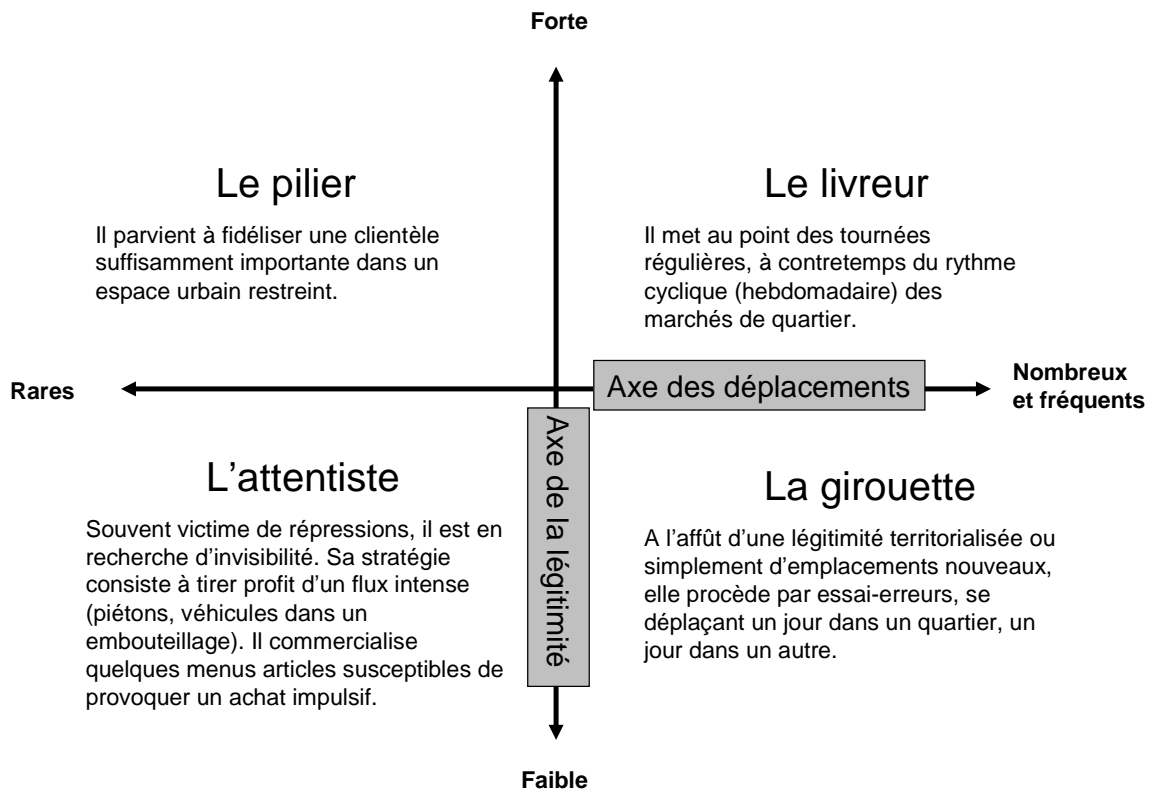 Forte
Le pilier
Il parvient à fidéliser une clientèle
suffisamment importante dans un
espace urbain restreint.
Le livreur
Il met au point des tournées
régulières, à contretemps du rythme
cyclique (hebdomadaire) des
marchés de quartier.
Rares
Axe des déplacements
Nombreux
et fréquents
Axe de la légitimité
L'attentiste
Souvent victime de répressions, il est en
recherche d'invisibilité. Sa stratégie
consiste à tirer profit d'un flux intense
(piétons, véhicules dans un
embouteillage). Il commercialise
quelques menus articles susceptibles de
provoquer un achat impulsif.
La girouette
A l'affût d'une légitimité territorialisée ou
simplement d'emplacements nouveaux,
elle procède par essai-erreurs, se
déplaçant un jour dans un quartier, un
jour dans un autre.
Faible